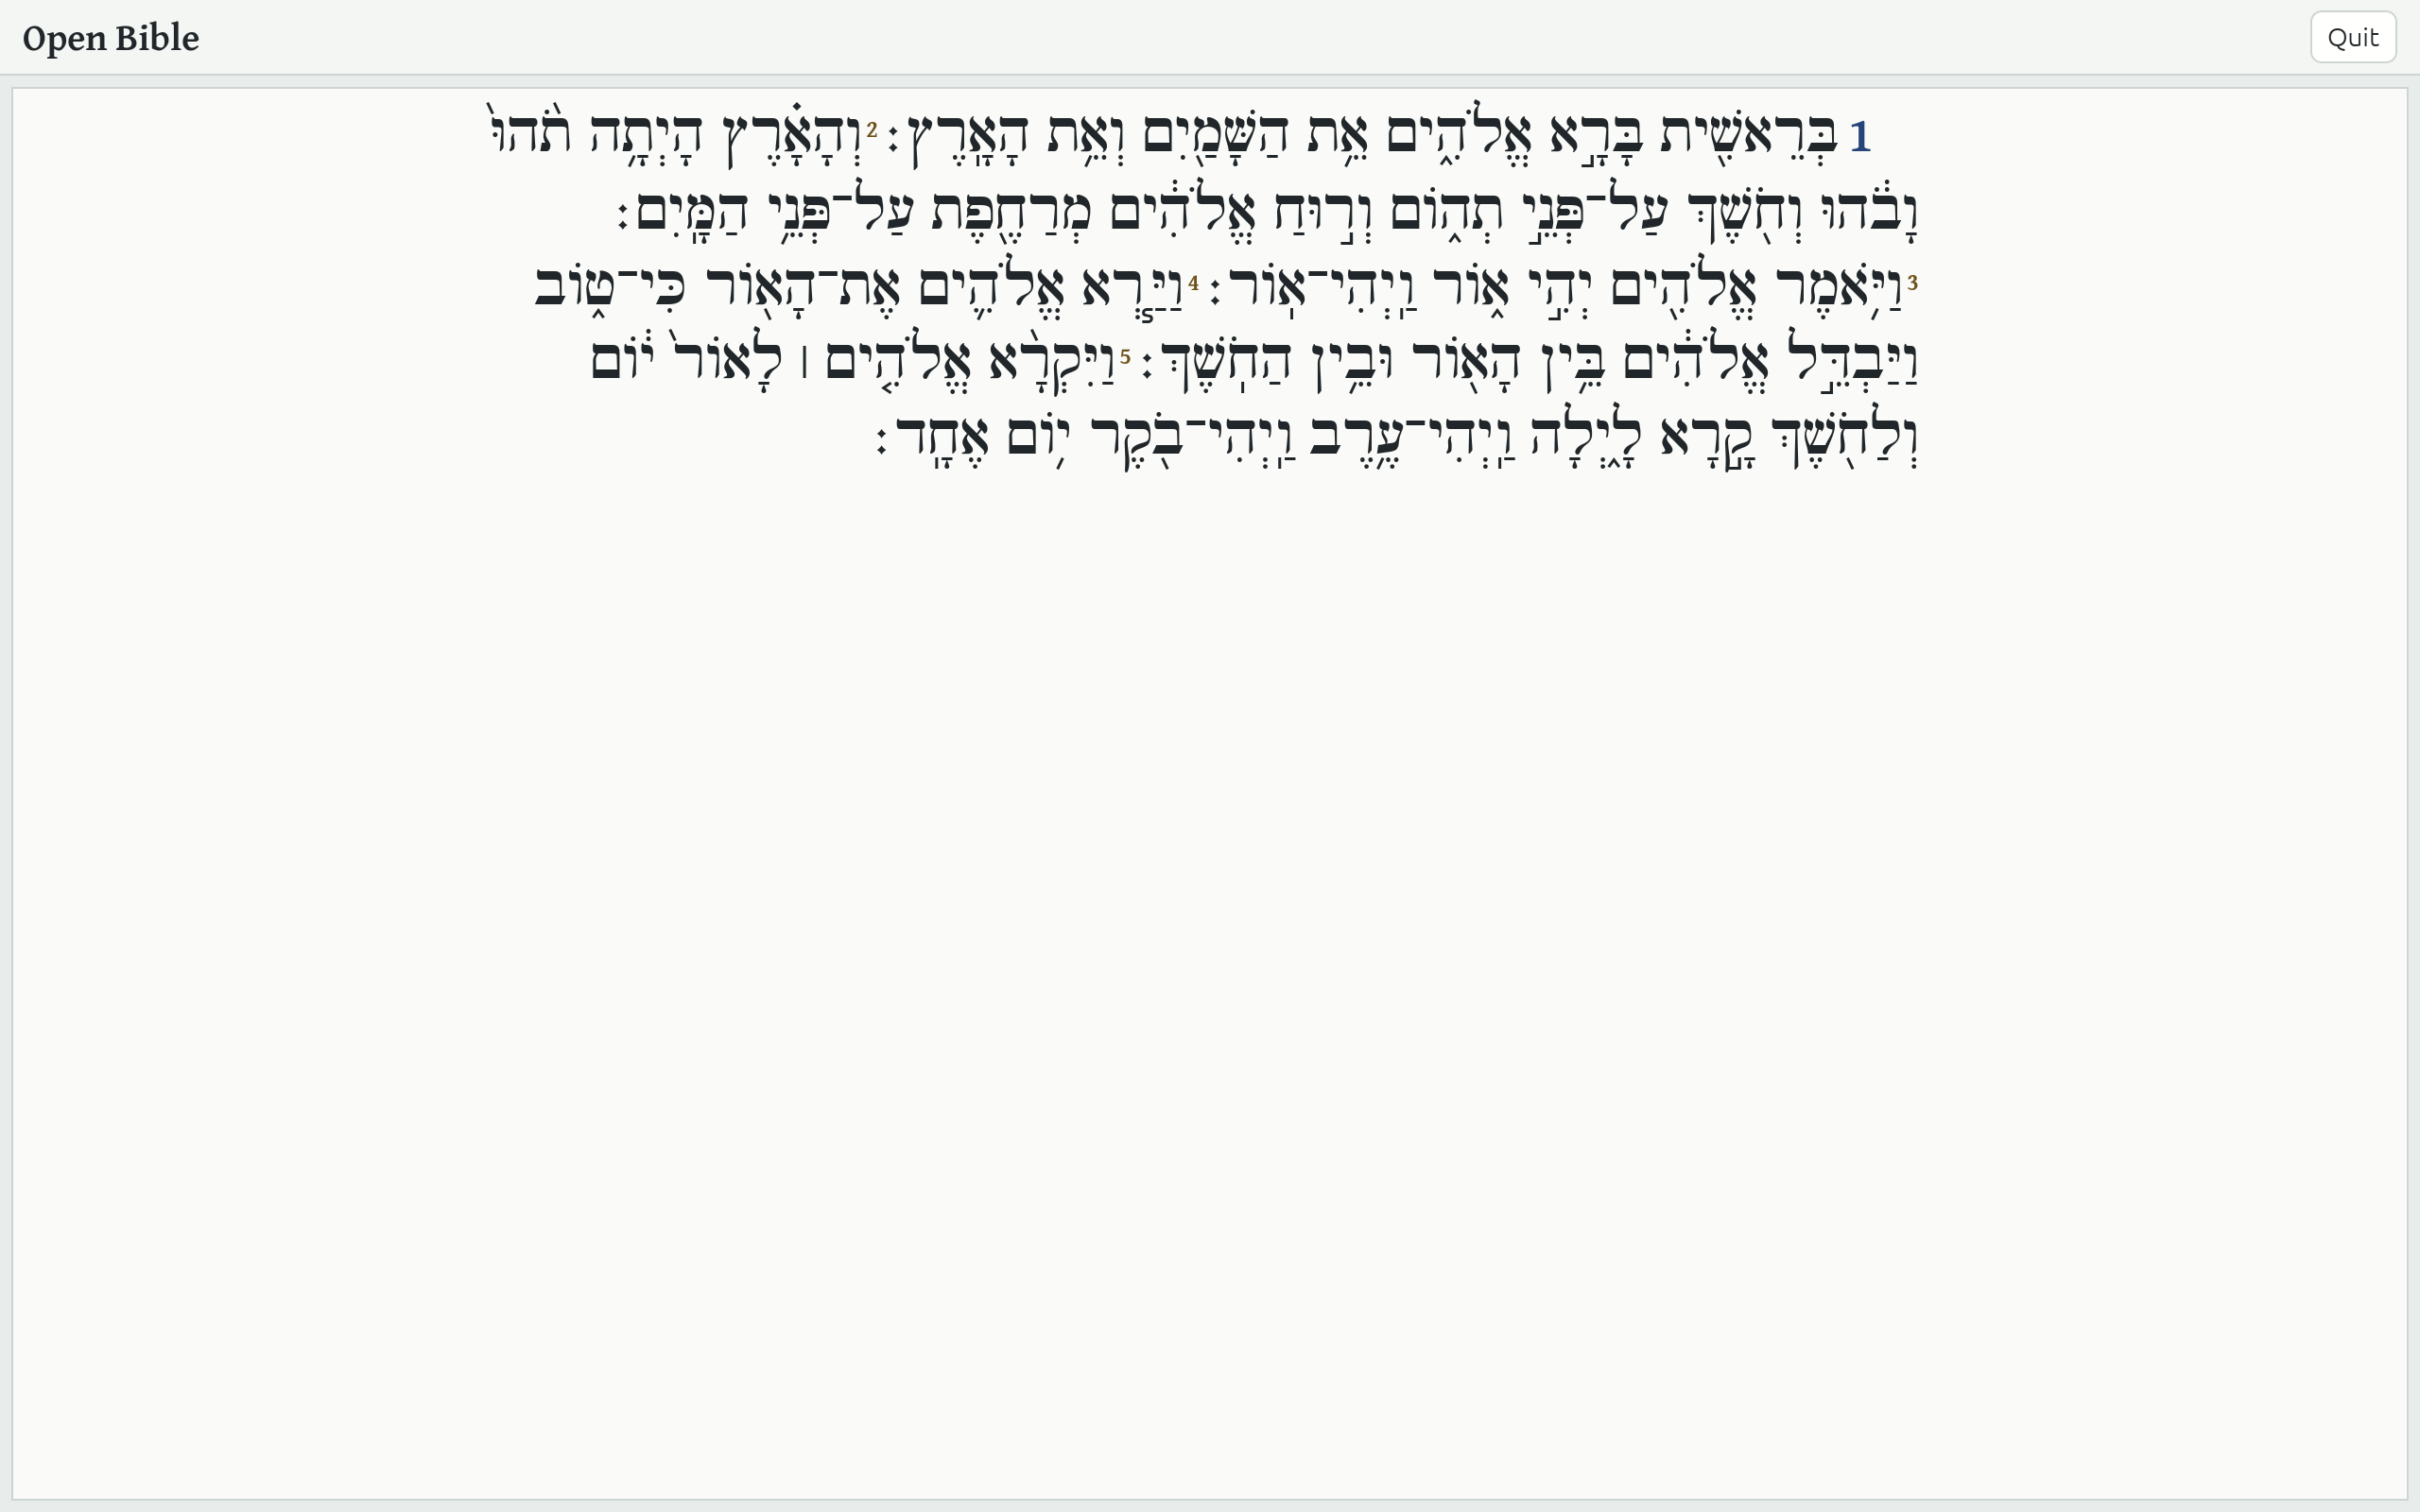 Open Bible
Quit
1 בְּרֵאשִׁ֖ית בָּרָ֣א אֱלֹהִ֑ים אֵ֥ת הַשָּׁמַ֖יִם וְאֵ֥ת הָאָֽרֶץ׃ 2 וְהָאָ֗רֶץ הָיְתָ֥ה תֹ֙הוּ֙
וָבֹ֔הוּ וְחֹ֖שֶׁךְ עַל־פְּנֵ֣י תְה֑וֹם וְר֣וּחַ אֱלֹהִ֔ים מְרַחֶ֖פֶת עַל־פְּנֵ֥י הַמָּֽיִם׃
3 וַיֹּ֥אמֶר אֱלֹהִ֖ים יְהִ֣י א֑וֹר וַֽיְהִי־אֽוֹר׃ 4 וַיַּ֧רְא אֱלֹהִ֛ים אֶת־הָא֖וֹר כִּי־ט֑וֹב
וַיַּבְדֵּ֣ל אֱלֹהִ֔ים בֵּ֥ין הָא֖וֹר וּבֵ֥ין הַחֹֽשֶׁךְ׃ 5 וַיִּקְרָ֨א אֱלֹהִ֤ים ׀ לָאוֹר֙ י֔וֹם
וְלַחֹ֖שֶׁךְ קָ֣רָא לָ֑יְלָה וַֽיְהִי־עֶ֥רֶב וַֽיְהִי־בֹ֖קֶר י֥וֹם אֶחָֽד׃